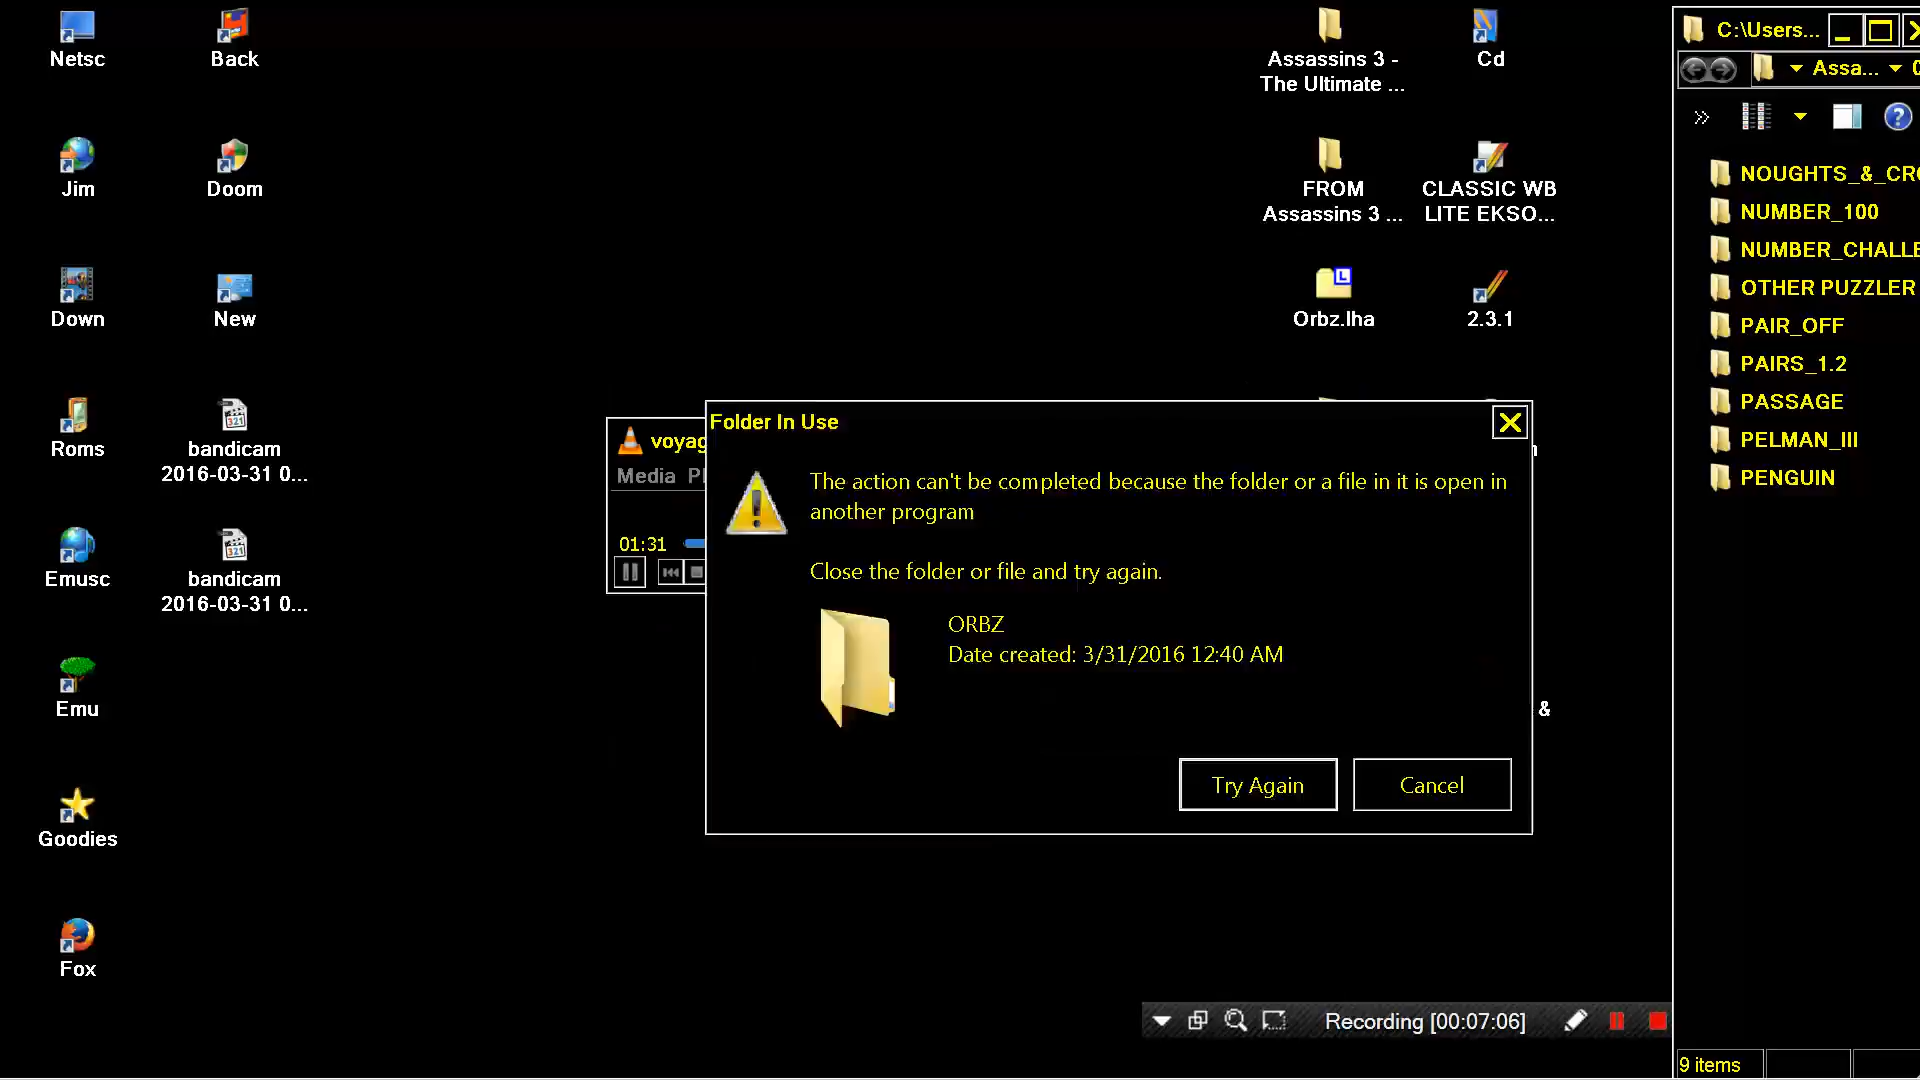 Netsc
Back
Assassins 3 -
The Ultimate ...
Cd
C:\Users...
Assa...
Jim
Doom
FROM
Assassins 3 ...
CLASSIC WB
LITE EKSO...
NOUGHTS_&_CR
NUMBER_100
NUMBER_CHALLE
OTHER PUZZLER
PAIR_OFF
PAIRS_1.2
PASSAGE
PELMAN_III
PENGUIN
Down
New
Orbz.lha
2.3.1
Roms
bandicam
2016-03-31 0...
voyag
Media
01:31
Folder In Use
The action can't be completed because the folder or a file in it is open in
another program
Close the folder or file and try again.
ORBZ
Date created: 3/31/2016 12:40 AM
Try Again
Cancel
Emusc
bandicam
2016-03-31 0...
Emu
&
Goodies
Fox
Recording [00:07:06]
9 items